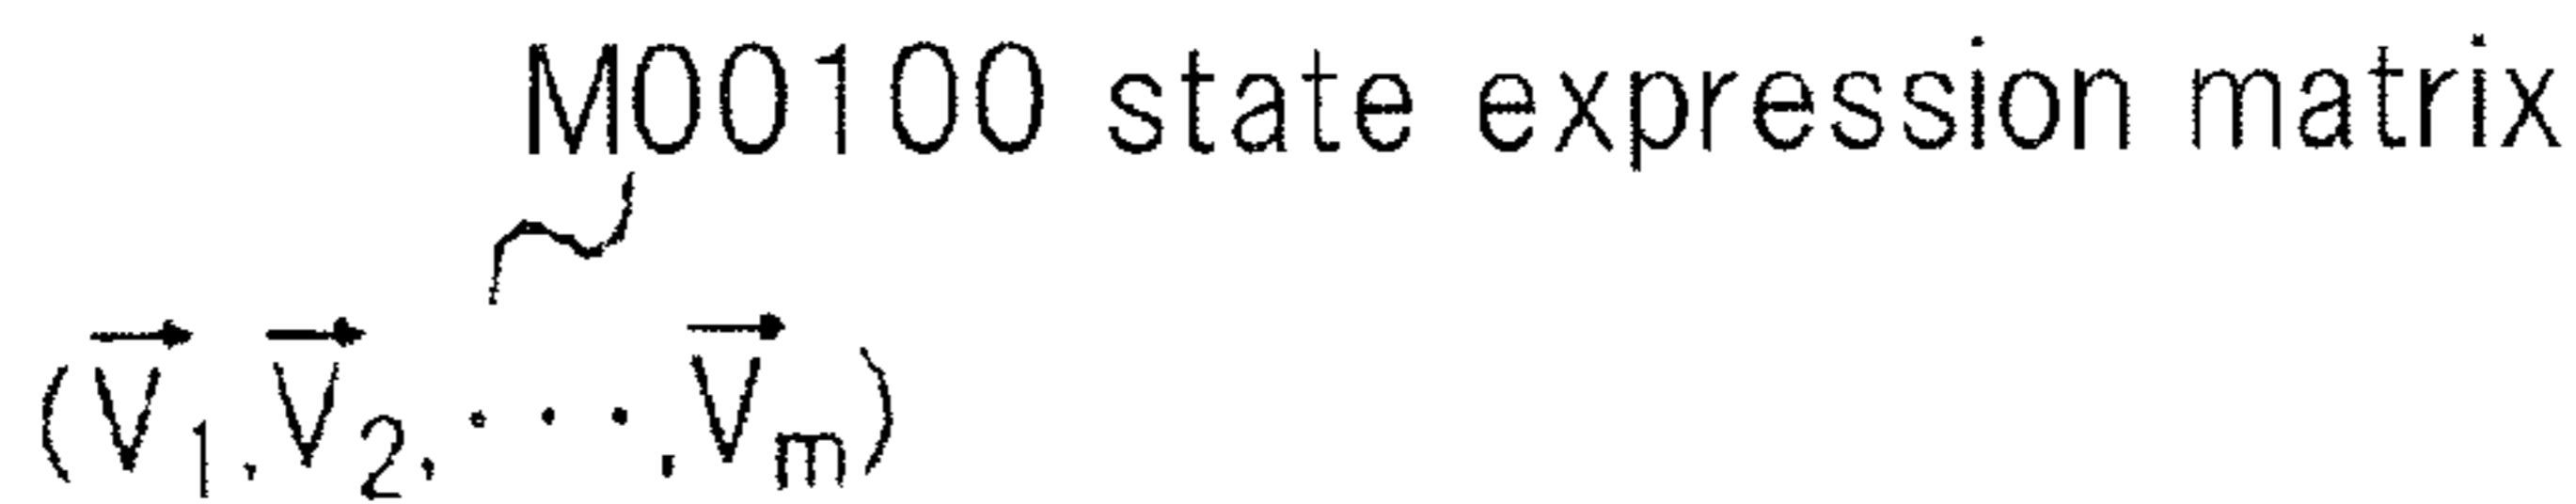 M00100 state expression matrix
(V⃗1,V⃗2,···,V⃗m)